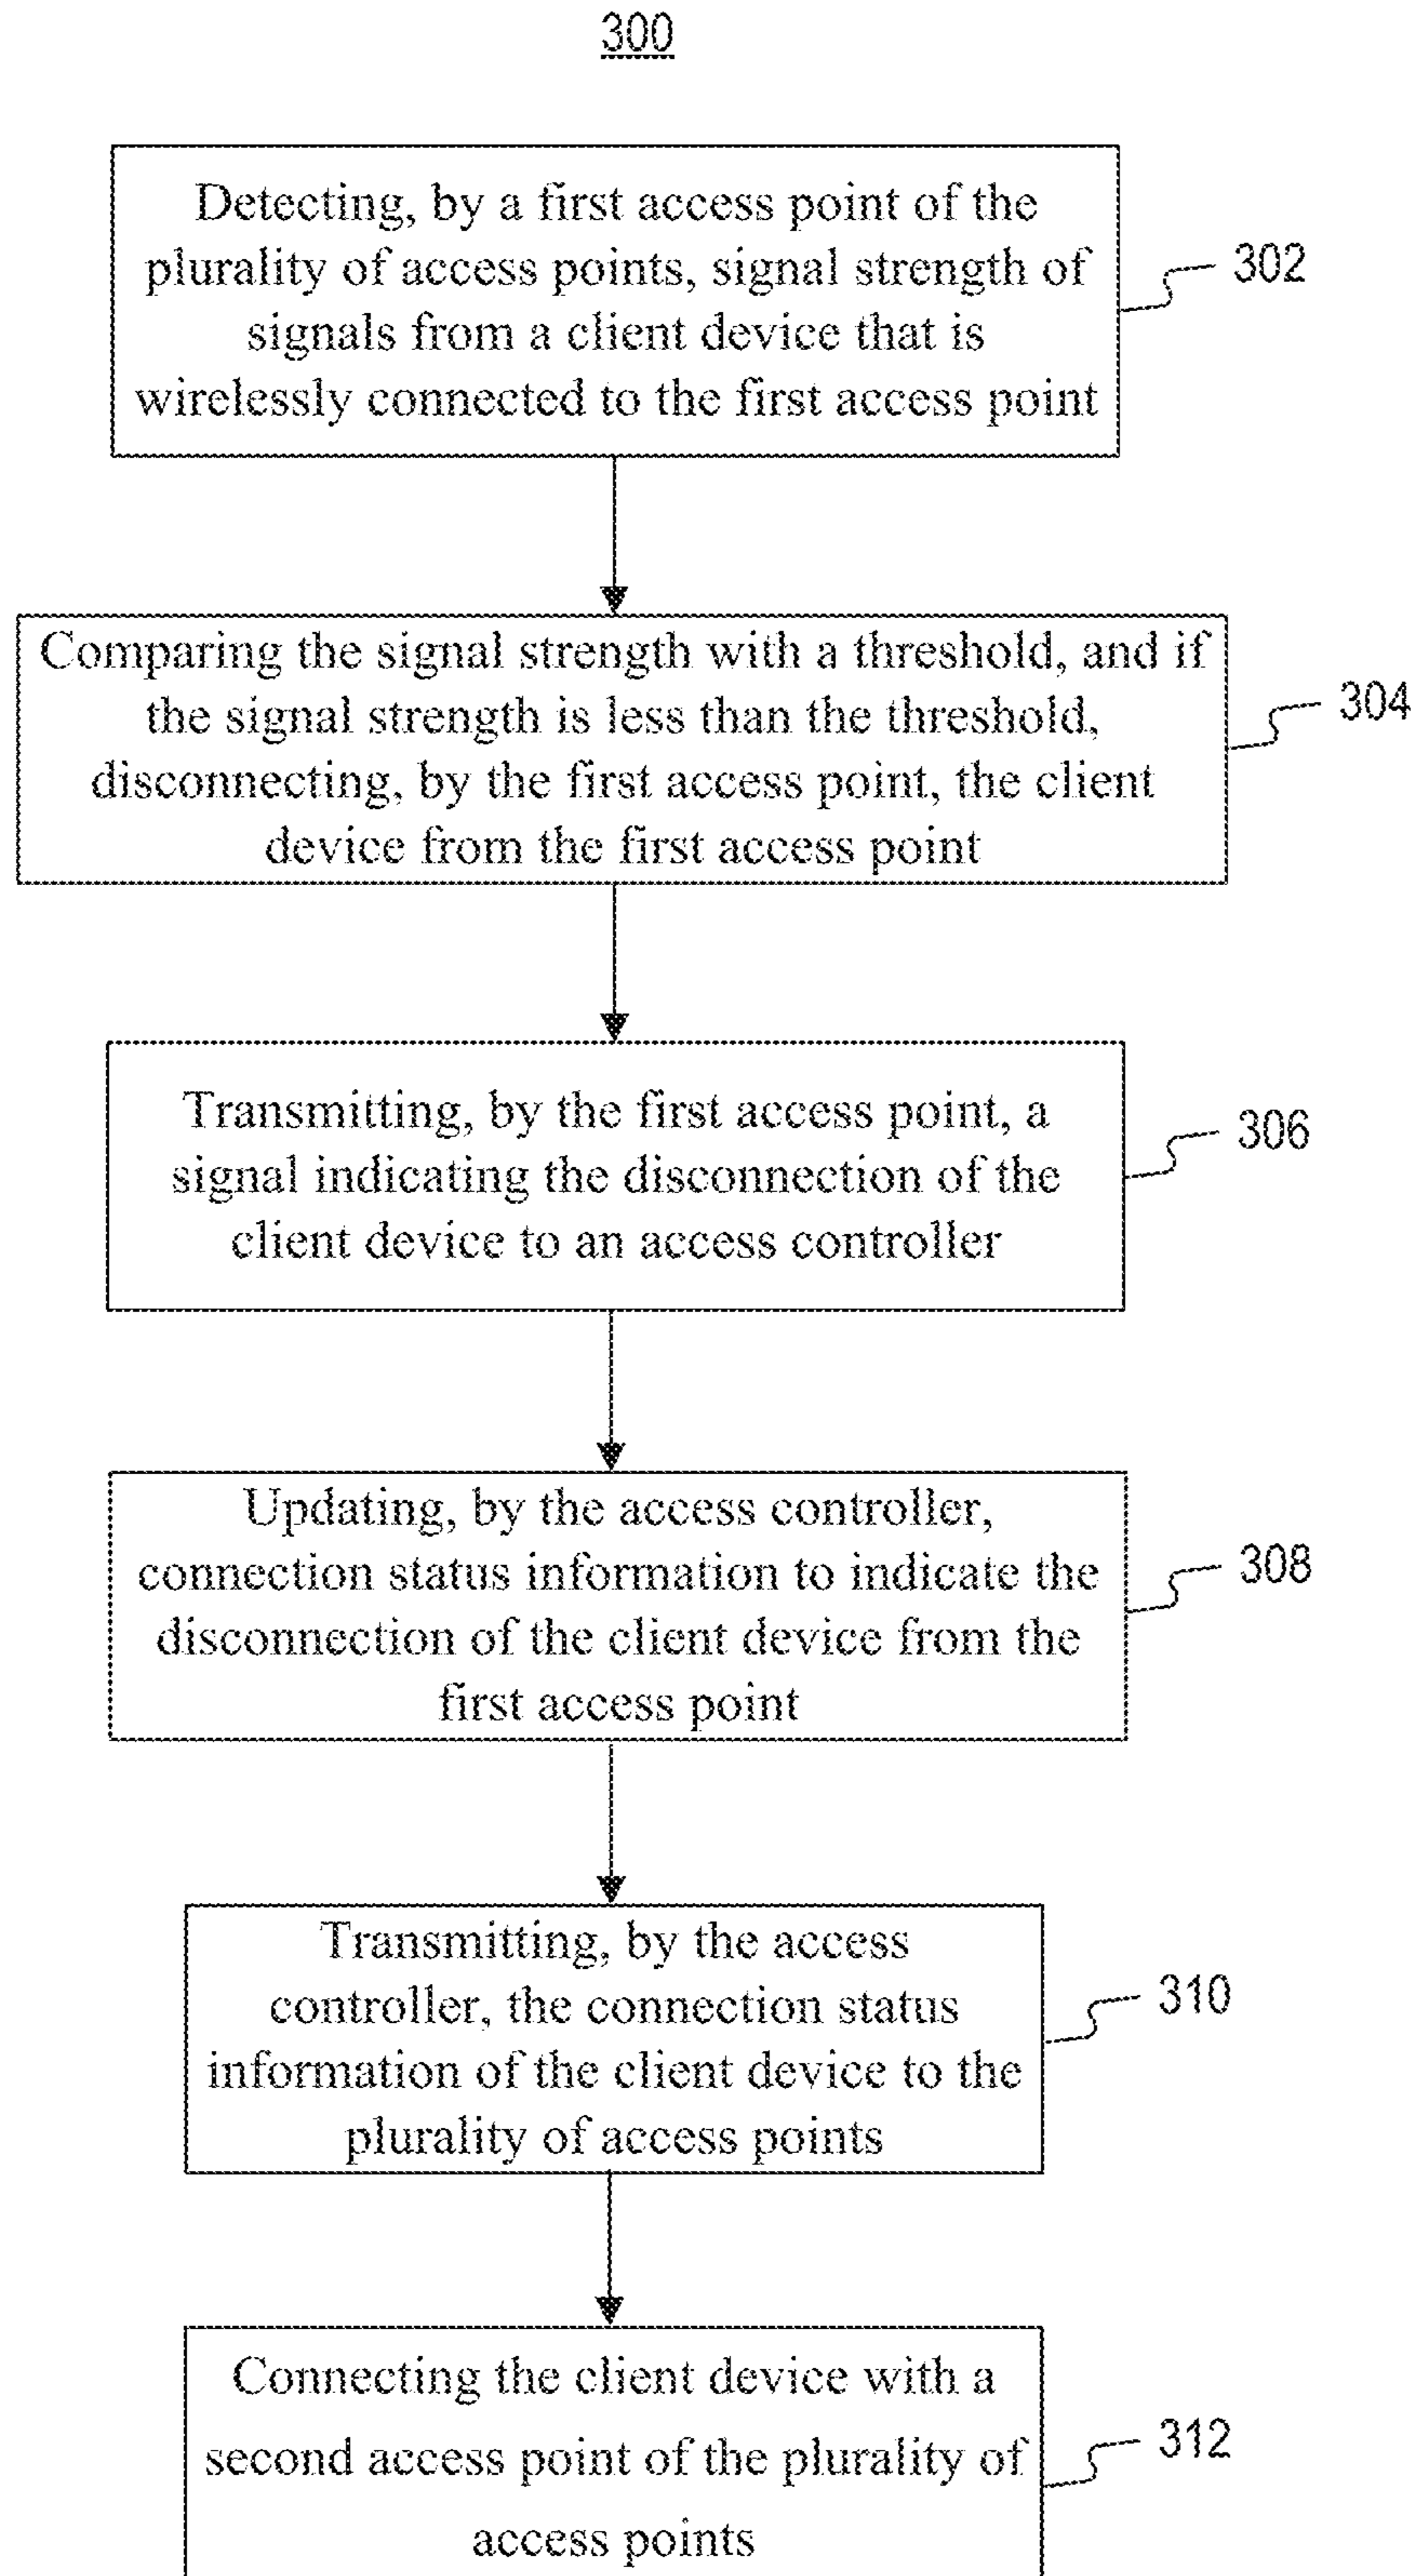 300
Detecting, by a first access point of the
plurality of access points, signal strength of
signals from a client device that is
wirelessly connected to the first access point
302
Comparing the signal strength with a threshold, and if
the signal strength is less than the threshold,
disconnecting, by the first access point, the client
device from the first access point
304
Transmitting, by the first access point, a
signal indicating the disconnection of the
client device to an access controller
306
Updating, by the access controller,
connection status information to indicate the
disconnection of the client device from the
first access point
308
Transmitting, by the access
controller, the connection status
information of the client device to the
plurality of access points
310
Connecting the client device with a
second access point of the plurality of
access points
312